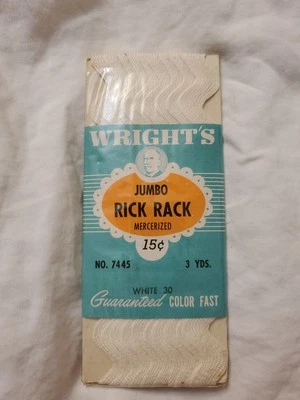 WRIGHT'S
JUMBO
RICK RACK
MERCERIZED
15¢
NO. 7445 3 YDS.
WHITE 30
Guaranteed COLOR FAST